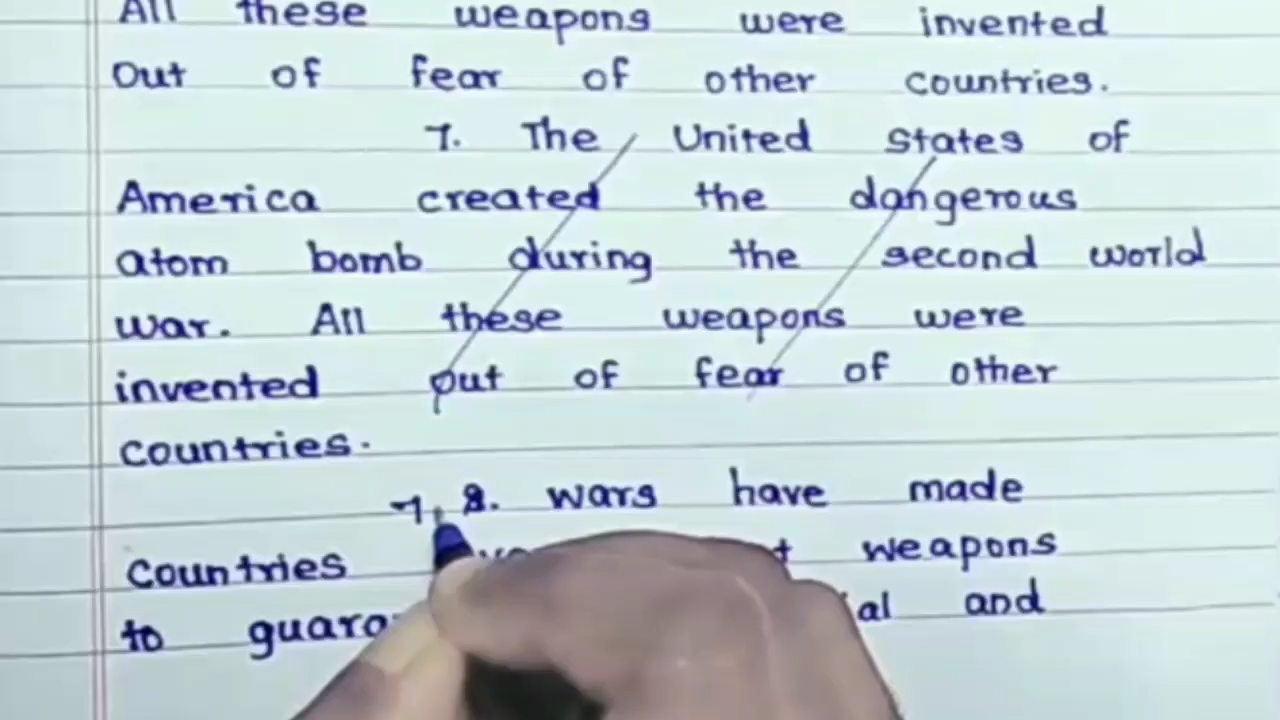 All these weapons were invented
out of fear of other countries.
7. The United States of
America created the dangerous
atom bomb during the second world
war. All these weapons were
invented out of fear of other
countries.
7. 8. wars have made
countries weapons
to and